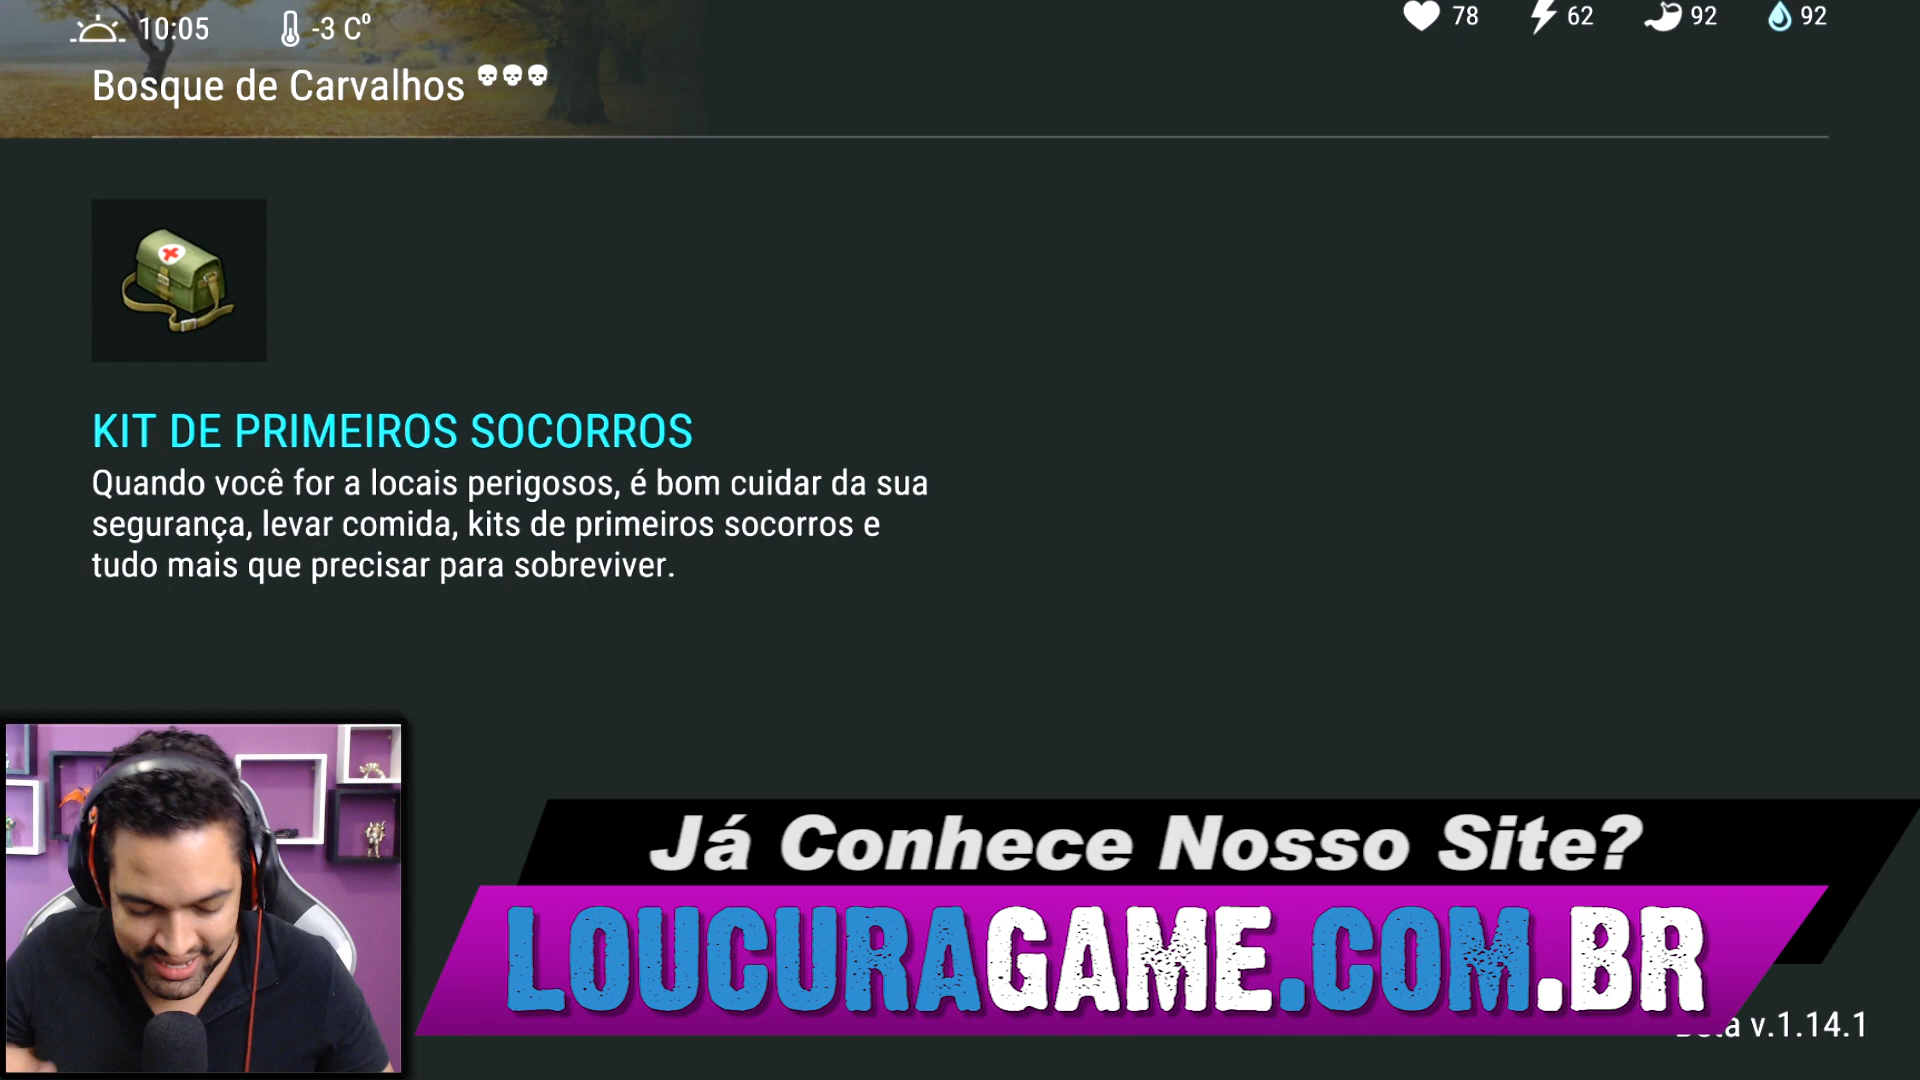 10:05
-3 C⁰
78
62
92
92
Bosque de Carvalhos
KIT DE PRIMEIROS SOCORROS
Quando você for a locais perigosos, é bom cuidar da sua
segurança, levar comida, kits de primeiros socorros e
tudo mais que precisar para sobreviver.
Já Conhece Nosso Site?
LOUCURAGAME.COM.BR
v.1.14.1